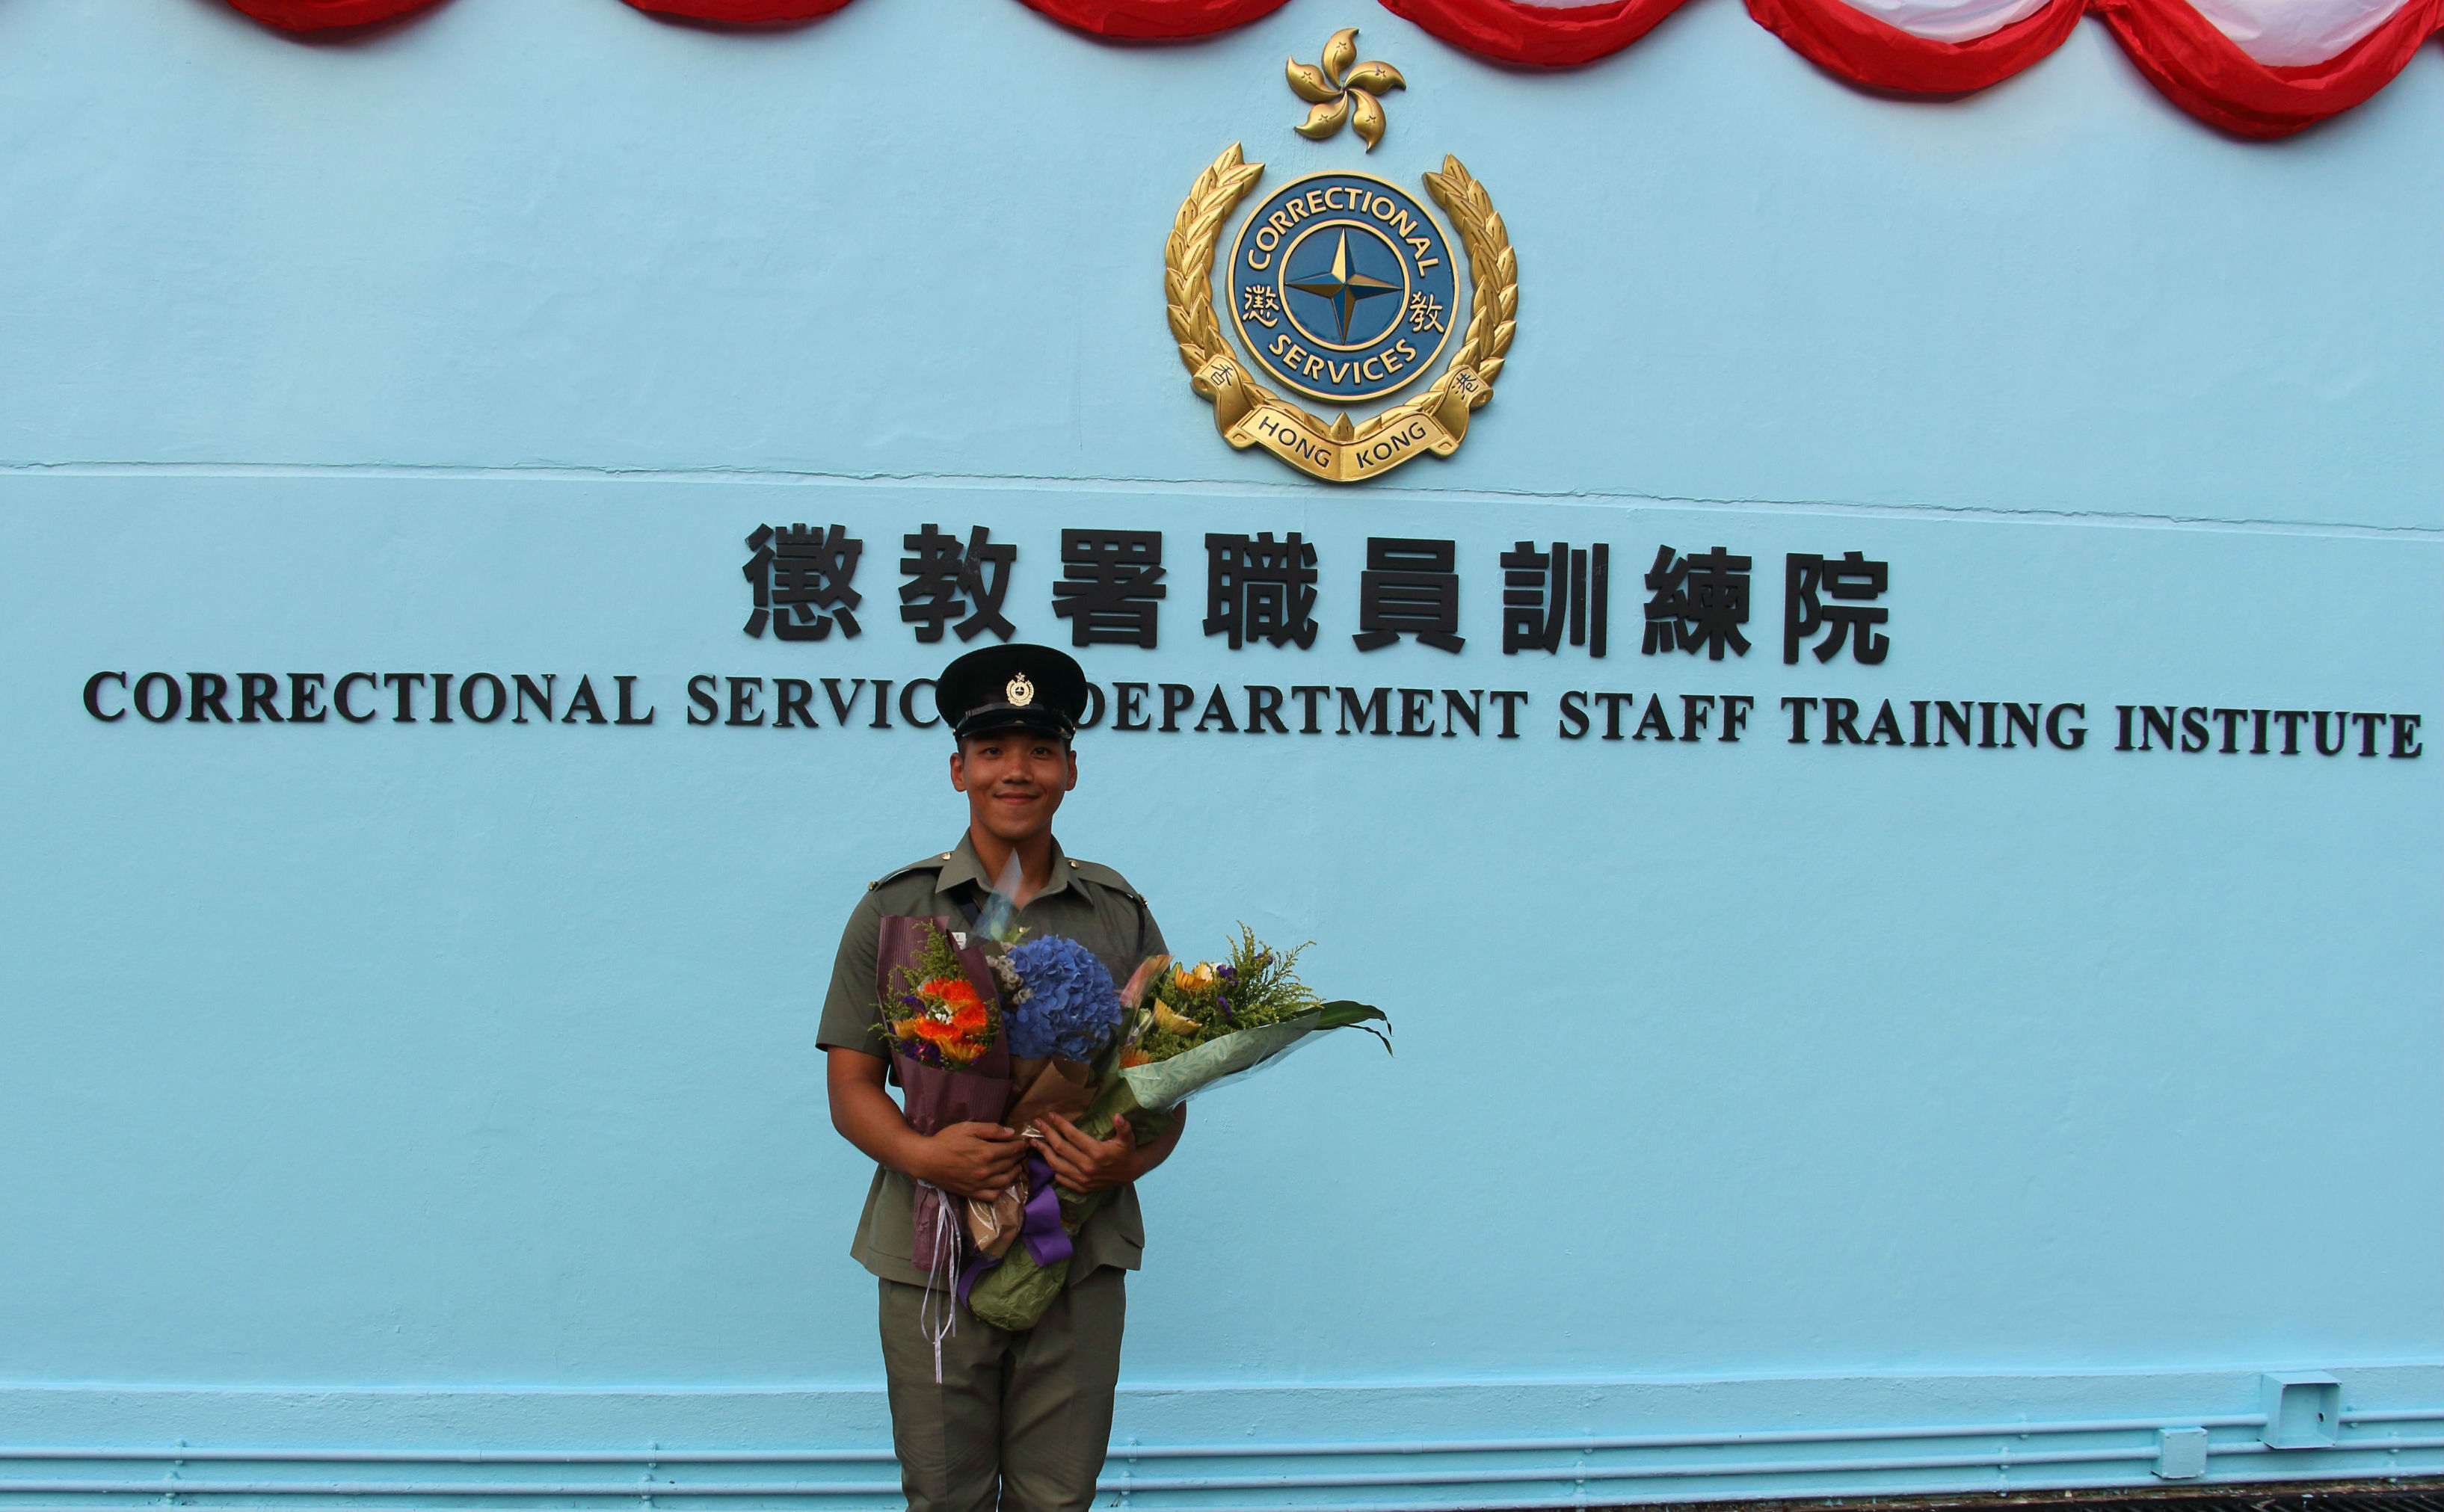 CORRECTIONAL
懲 教
SERVICES
香 港
HONG KONG
懲教署職員訓練院
CORRECTIONAL SERVIC DEPARTMENT STAFF TRAINING INSTITUTE